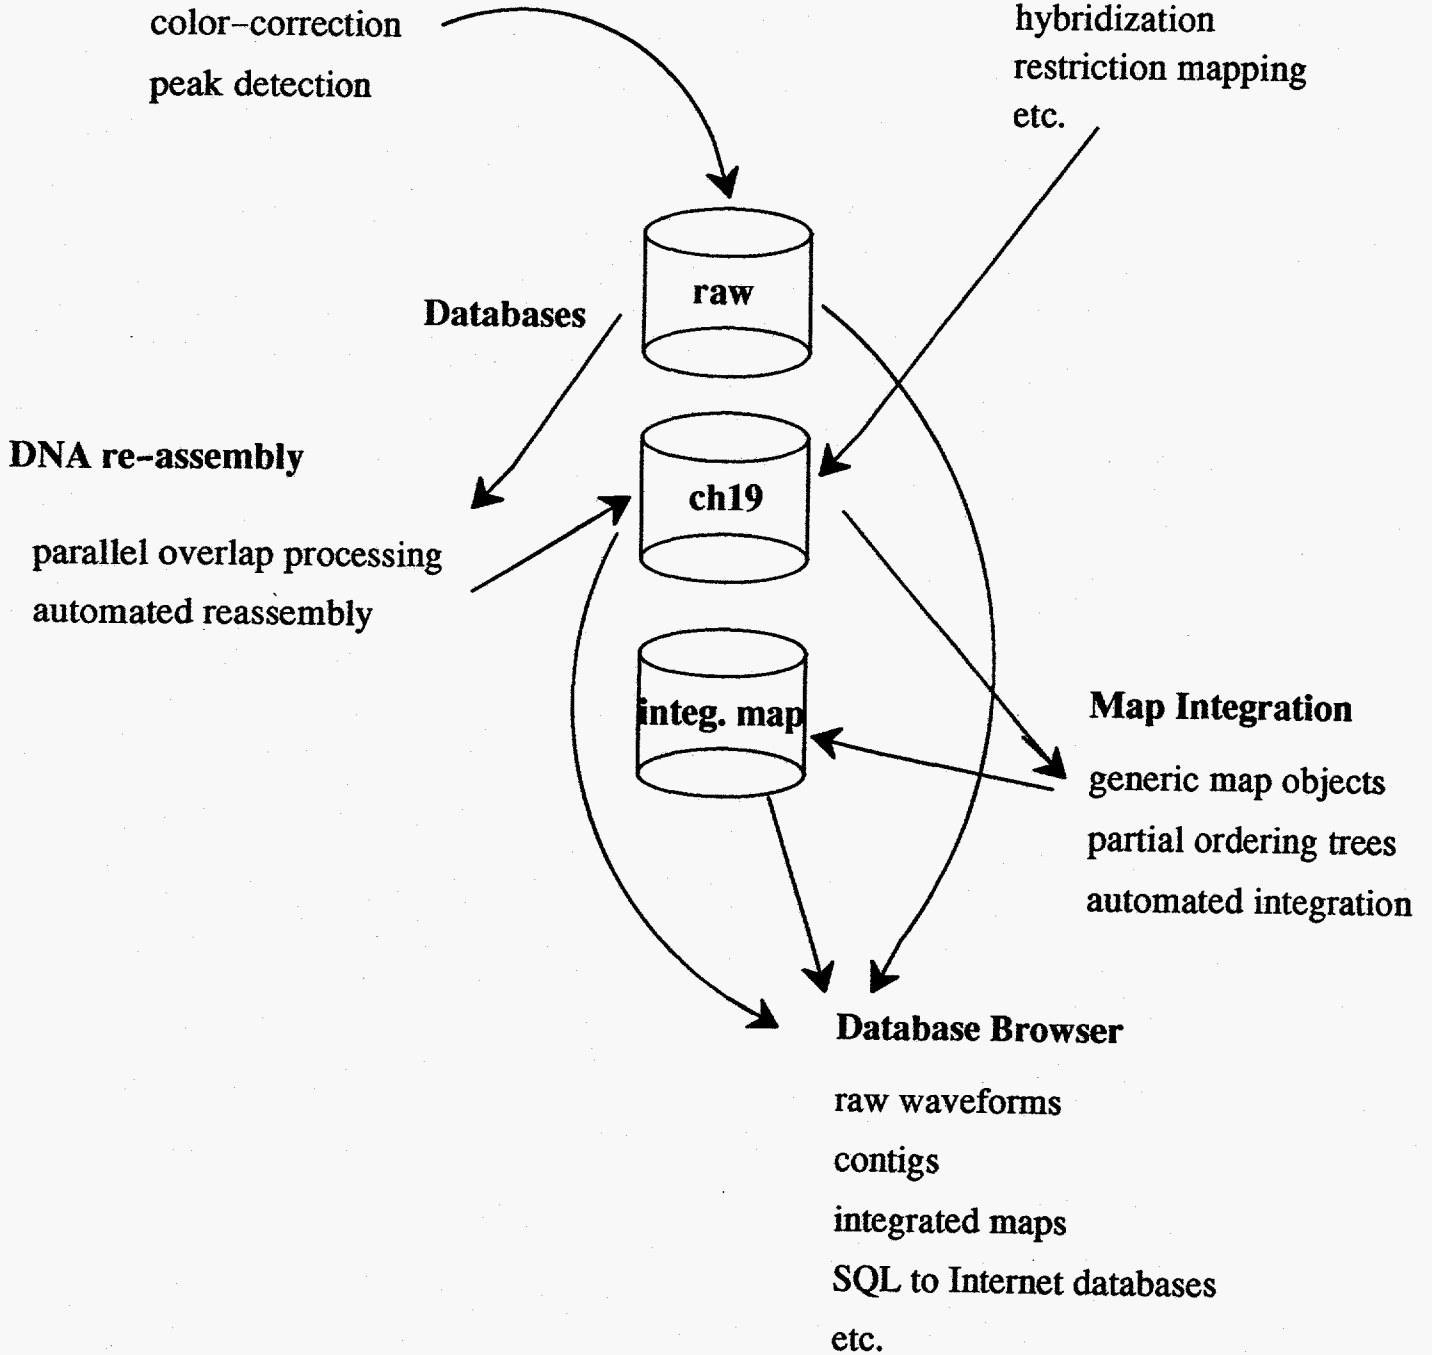 color-correction
peak detection
hybridization
restriction mapping
etc.
raw
Databases
DNA re-assembly
ch19
parallel overlap processing
automated reassembly
integ. map
Map Integration
generic map objects
partial ordering trees
automated integration
Database Browser
raw waveforms
contigs
integrated maps
SQL to Internet databases
etc.